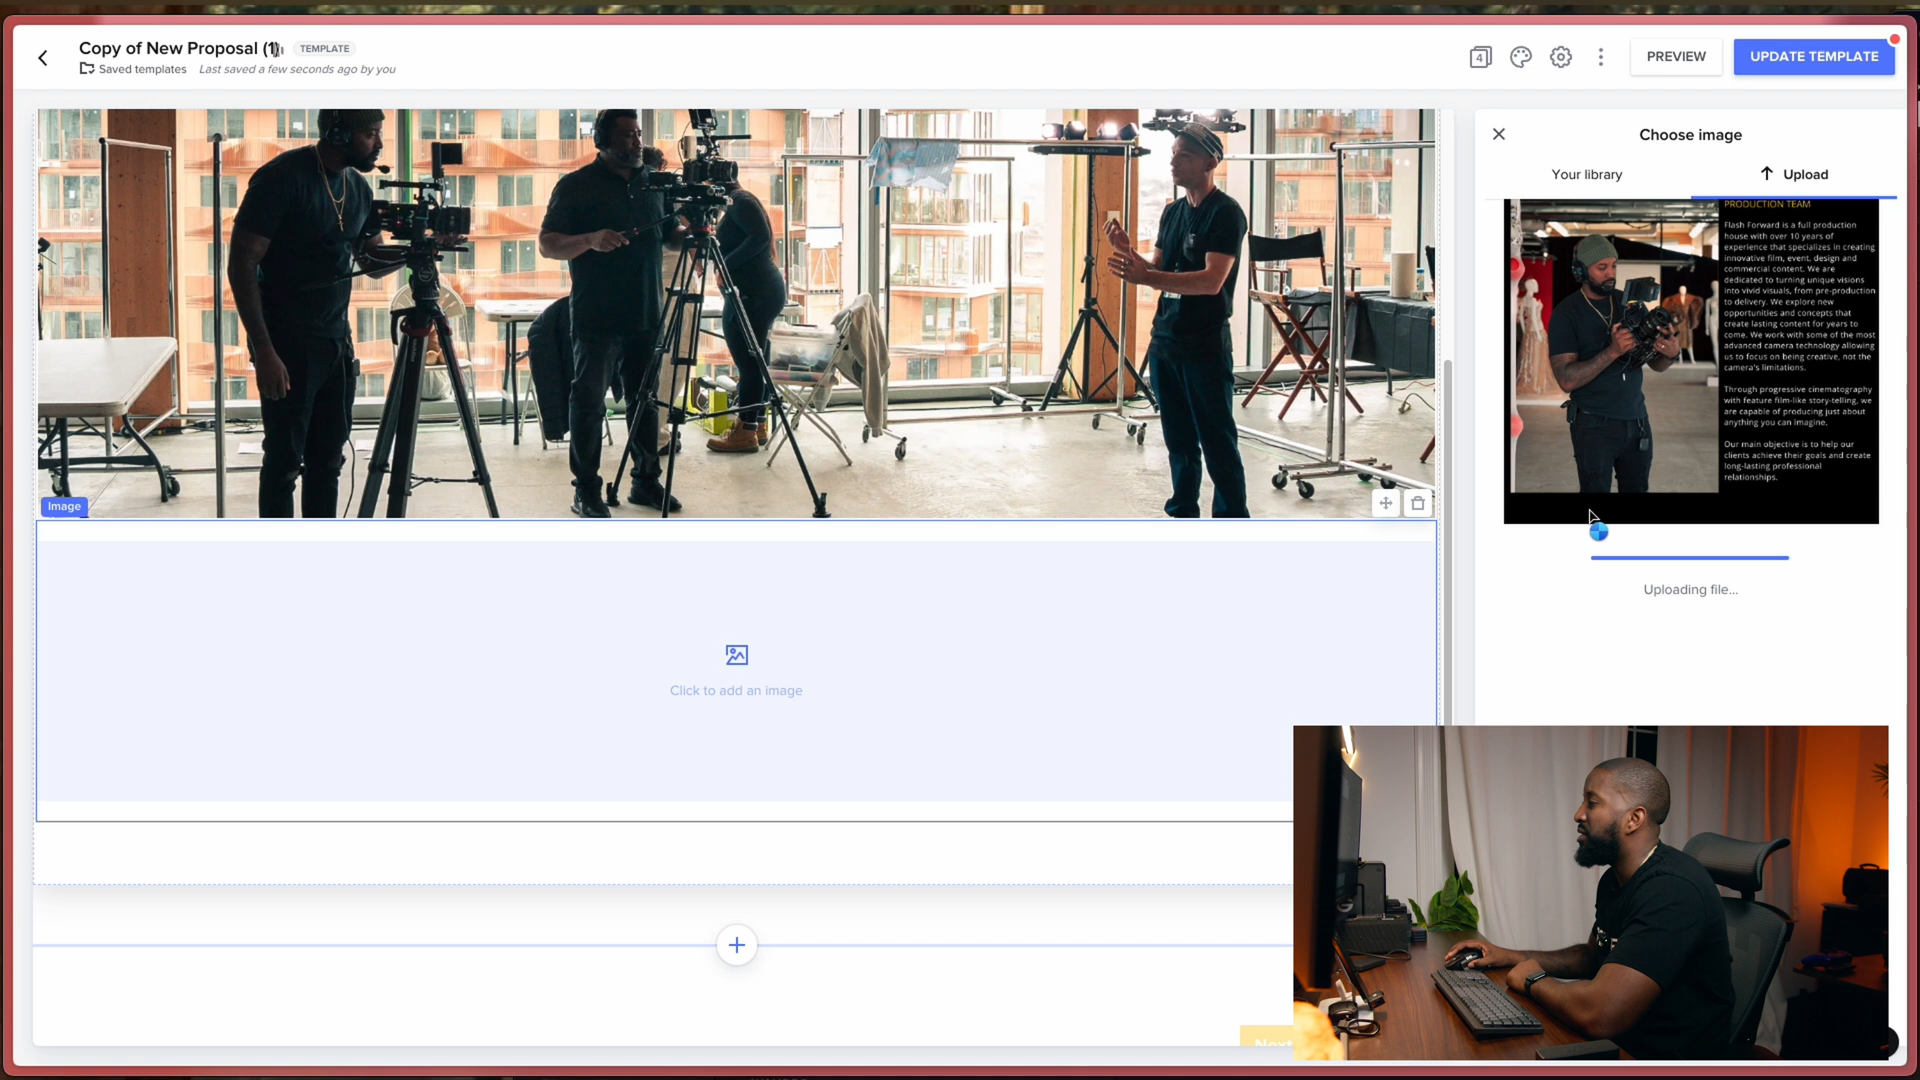 Copy of New Proposal (1)
TEMPLATE
Saved templates
Last saved a few seconds ago by you
4
PREVIEW
UPDATE TEMPLATE
Image
Click to add an image
Choose image
Your library
Upload
PRODUCTION TEAM
Flash Forward is a full production
house with over 10 years of
experience that specializes in creating
innovative film, event, design and
commercial content. We are
dedicated to turning unique visions
into vivid visuals, from pre-production
to delivery. We explore new
opportunities and concepts that
create lasting content for years to
come. We work with some of the most
advanced camera technology allowing
us to focus on being creative, not the
camera's limitations.
Through progressive cinematography
with feature film-like story-telling, we
are capable of producing just about
anything you can imagine.
Our main objective is to help our
clients achieve their goals and create
long-lasting professional
relationships.
Uploading file...
Next